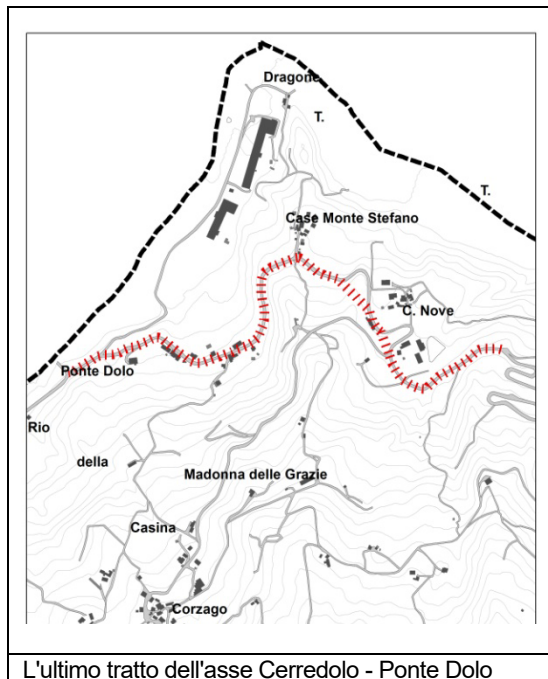 Dragone
T.
T.
Case Monte Stefano
C. Nove
Ponte Dolo
Rio
della
Madonna delle Grazie
Casina
Corzago
L'ultimo tratto dell'asse Cerredolo - Ponte Dolo